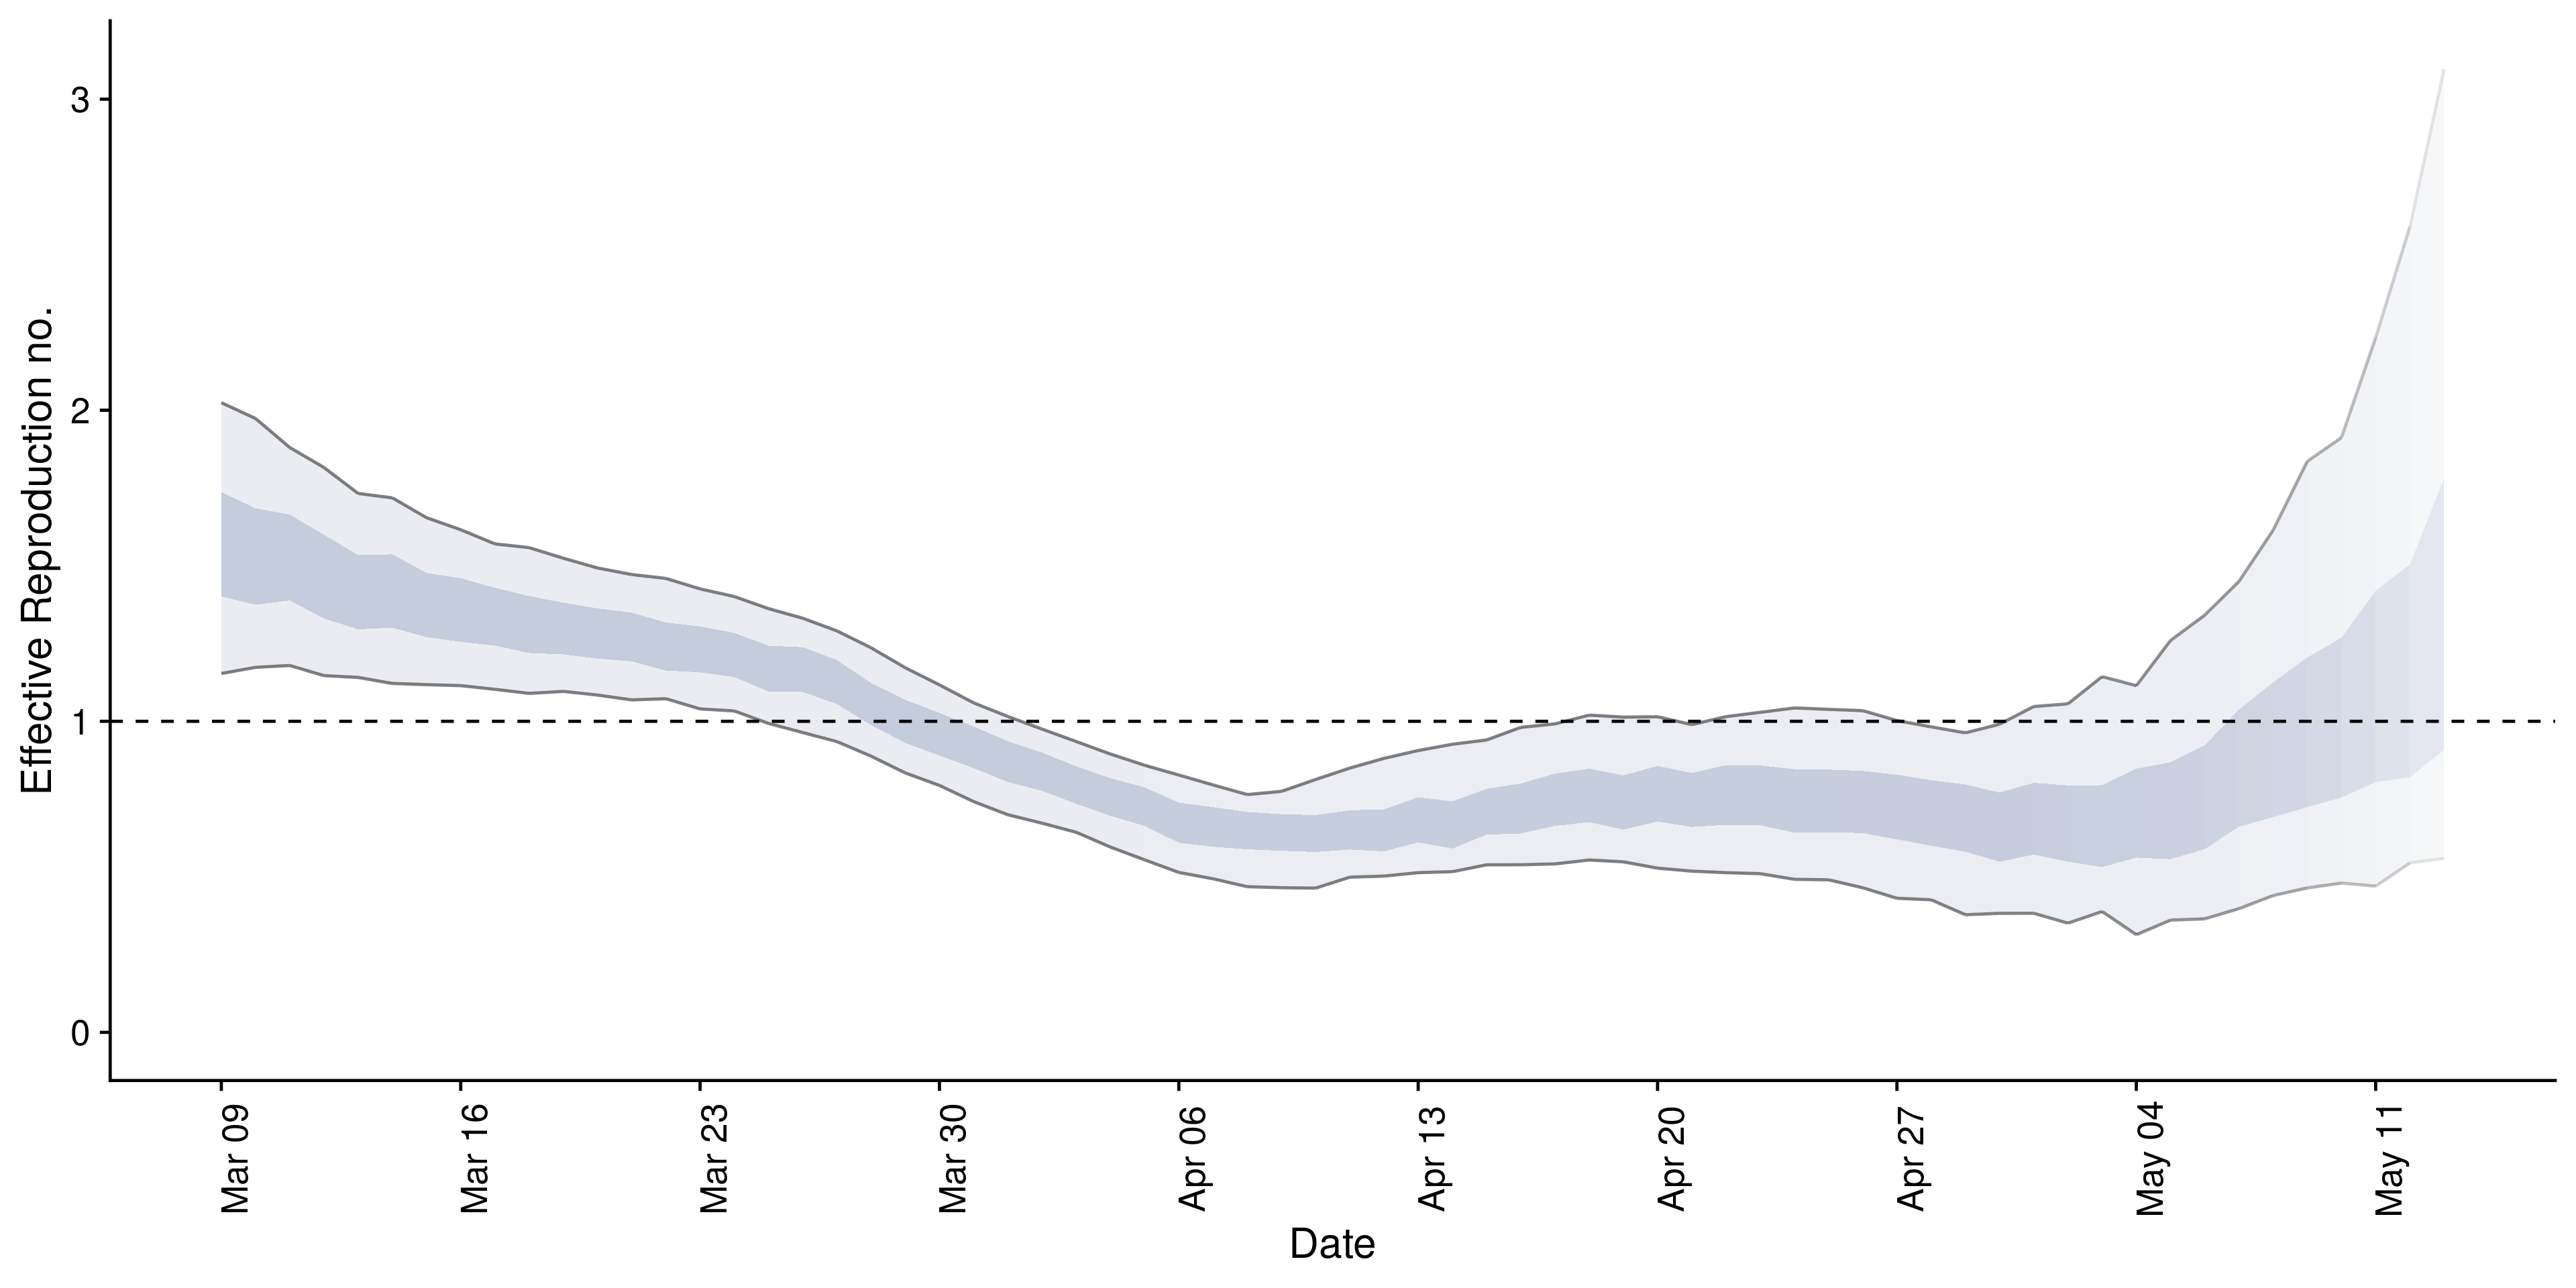 Effective Reproduction no.
3
2
1
0
Mar 09
Mar 16
Mar 23
Mar 30
Apr 06
Apr 13
Apr 20
Apr 27
May 04
May 11
Date